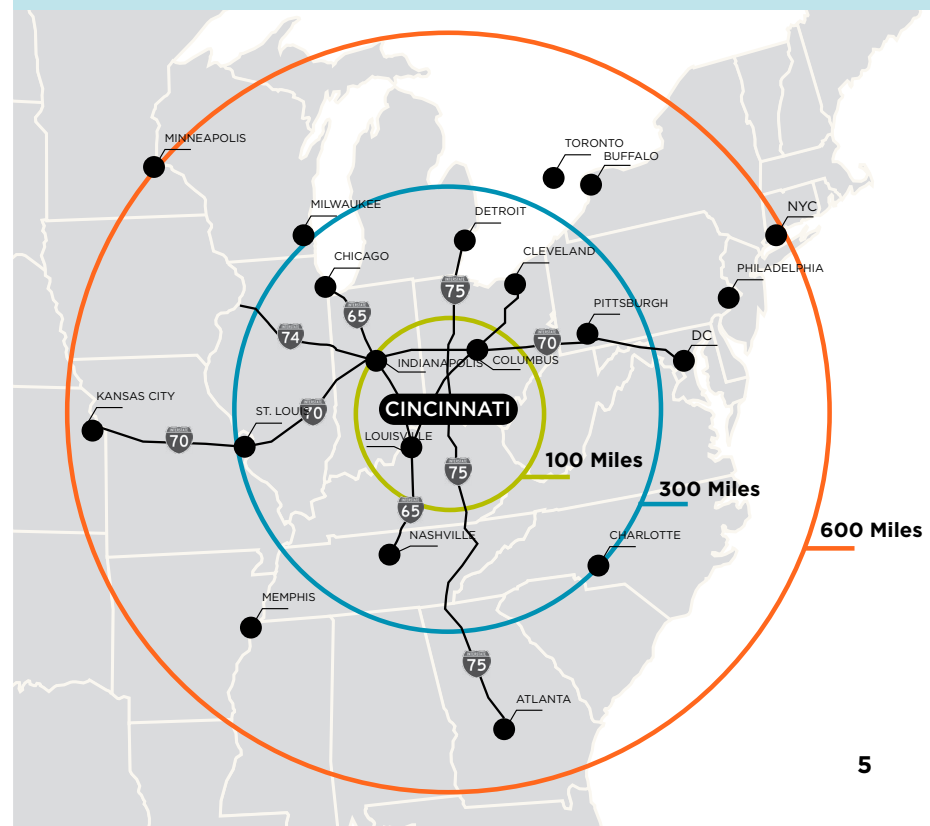 MINNEAPOLIS
TORONTO
BUFFALO
MILWAUKEE
DETROIT
NYC
CHICAGO
CLEVELAND
PHILADELPHIA
75
PITTSBURGH
65
74
70
DC
INDIANAPOLIS
COLUMBUS
KANSAS CITY
CINCINNATI
ST. LOUIS
70
70
LOUISVILLE
100 Miles
75
300 Miles
65
600 Miles
NASHVILLE
CHARLOTTE
MEMPHIS
75
ATLANTA
5